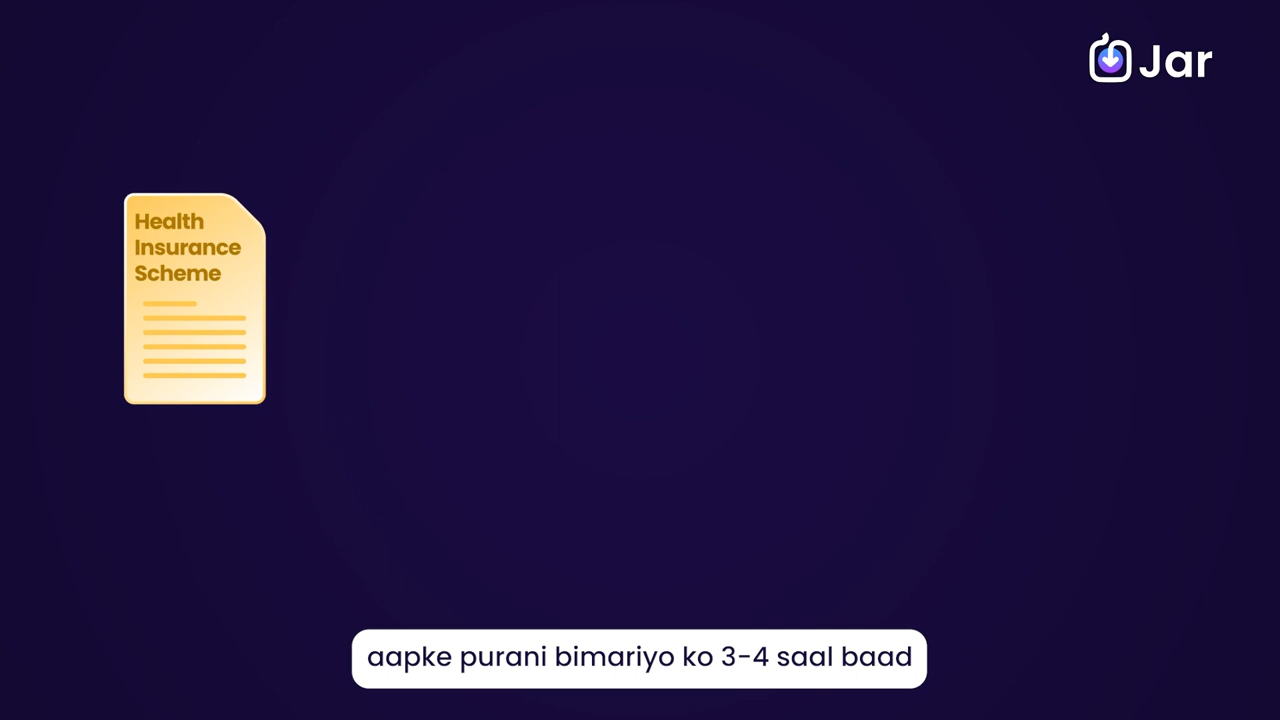 Jar
Health
Insurance
Scheme
aapke purani bimariyo ko 3-4 saal baad